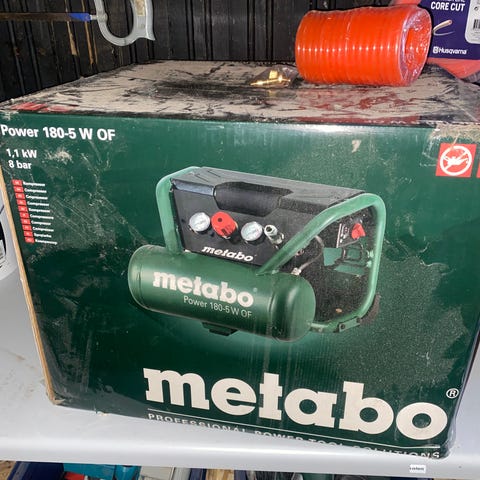 CORE CUT
Husqvarna
Power 180-5 W OF
1,1 kW
8 bar
metabo
metabo
Power 180-5 W OF
metabo®
PROFESSIONAL POWER TOOL SOLUTIONS